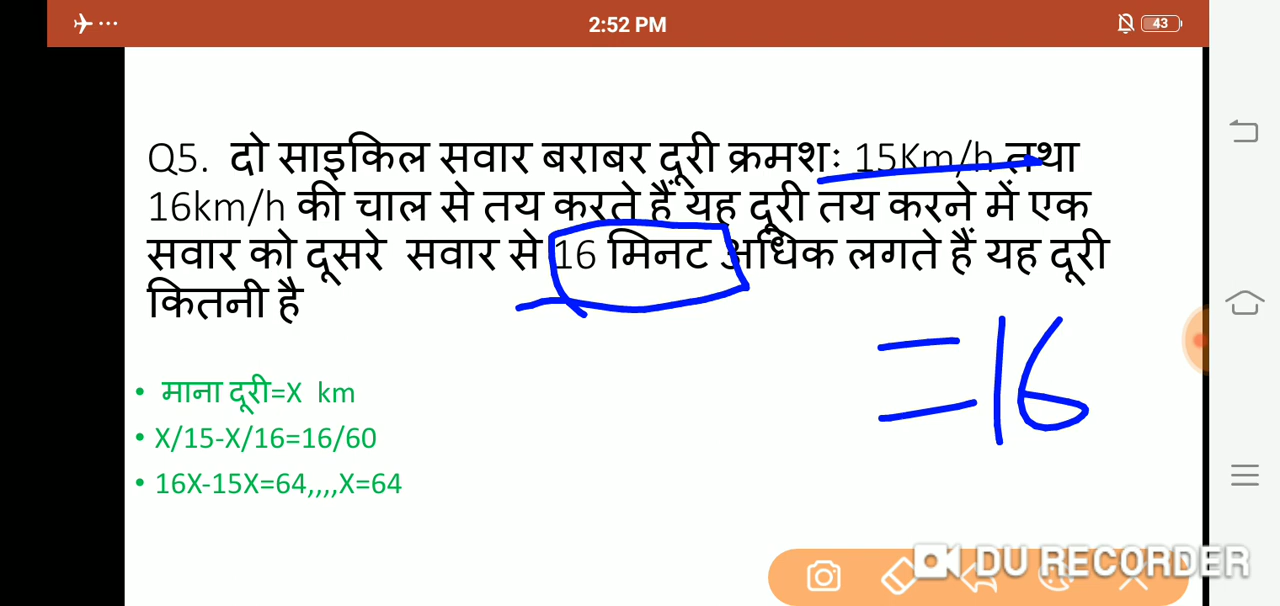 2:52 PM
43
Q5. दो साइकिल सवार बराबर दूरी क्रमशः 15Km/h तथा
16km/h की चाल से तय करते हैं यह दूरी तय करने में एक
सवार को दूसरे सवार से 16 मिनट अधिक लगते हैं यह दूरी
कितनी है
=16
• माना दूरी=X km
• X/15-X/16=16/60
• 16X-15X=64,,,,X=64
DU RECORDER